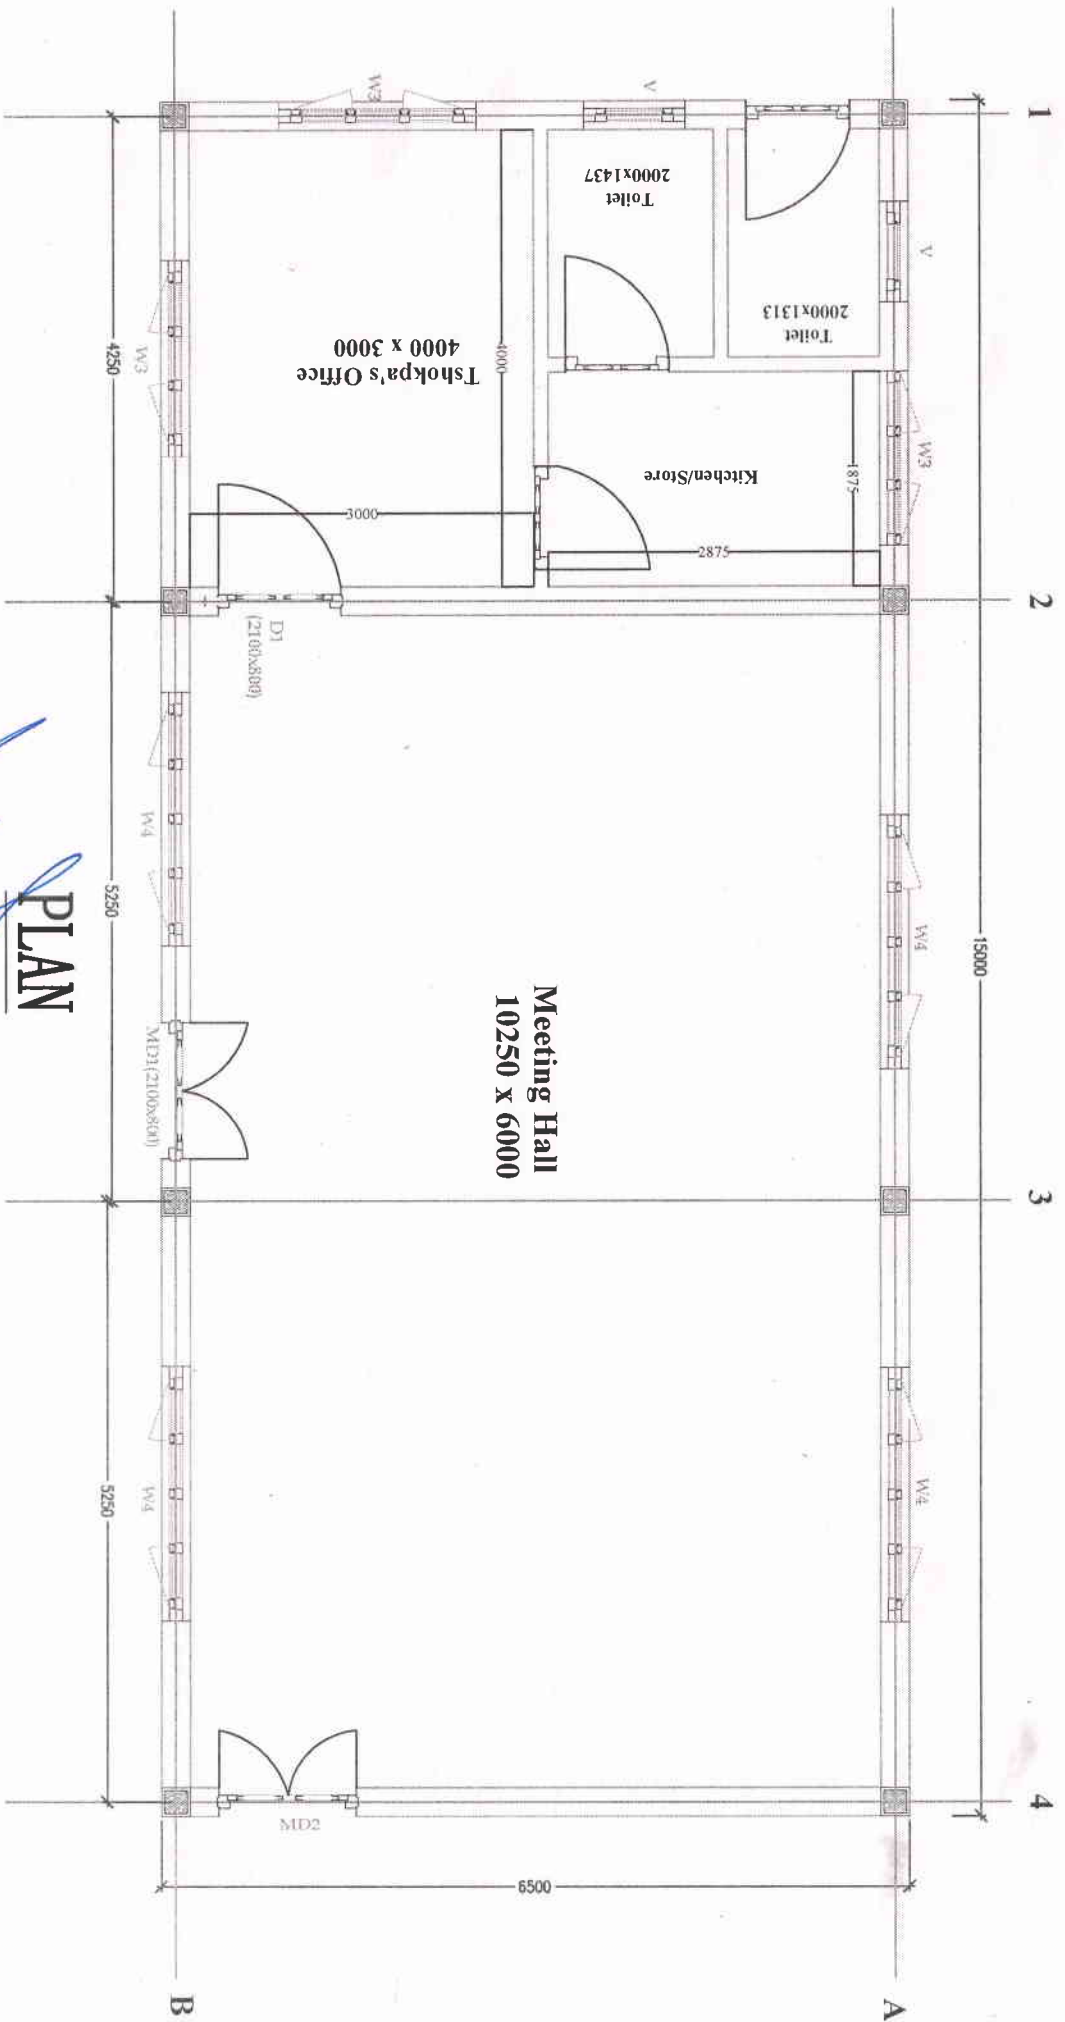 1
2
3
4
A
B
15000
6500
4250
5250
5250
W3
V
V
W3
W3
W4
W4
W4
W4
Toilet
2000x1437
Toilet
2000x1313
Kitchen/Store
1875
2875
Tshokpa's Office
4000 x 3000
4000
3000
D1
(2100x800)
Meeting Hall
10250 x 6000
MD1(2100x800)
MD2
PLAN